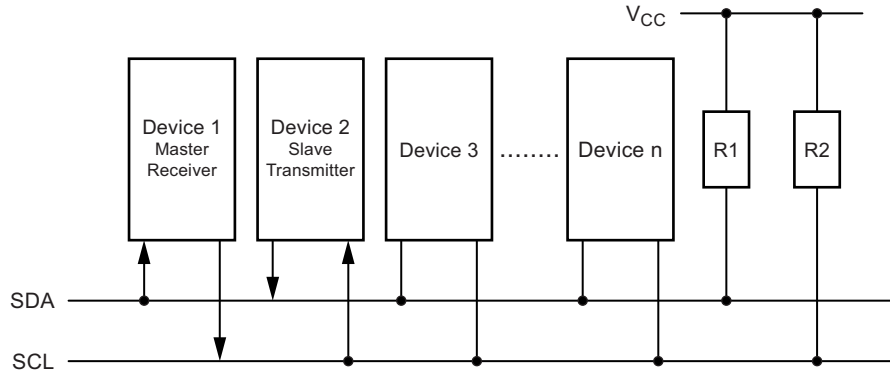 V_CC
Device 1
Master
Receiver
Device 2
Slave
Transmitter
Device 3
........
Device n
R1
R2
SDA
SCL